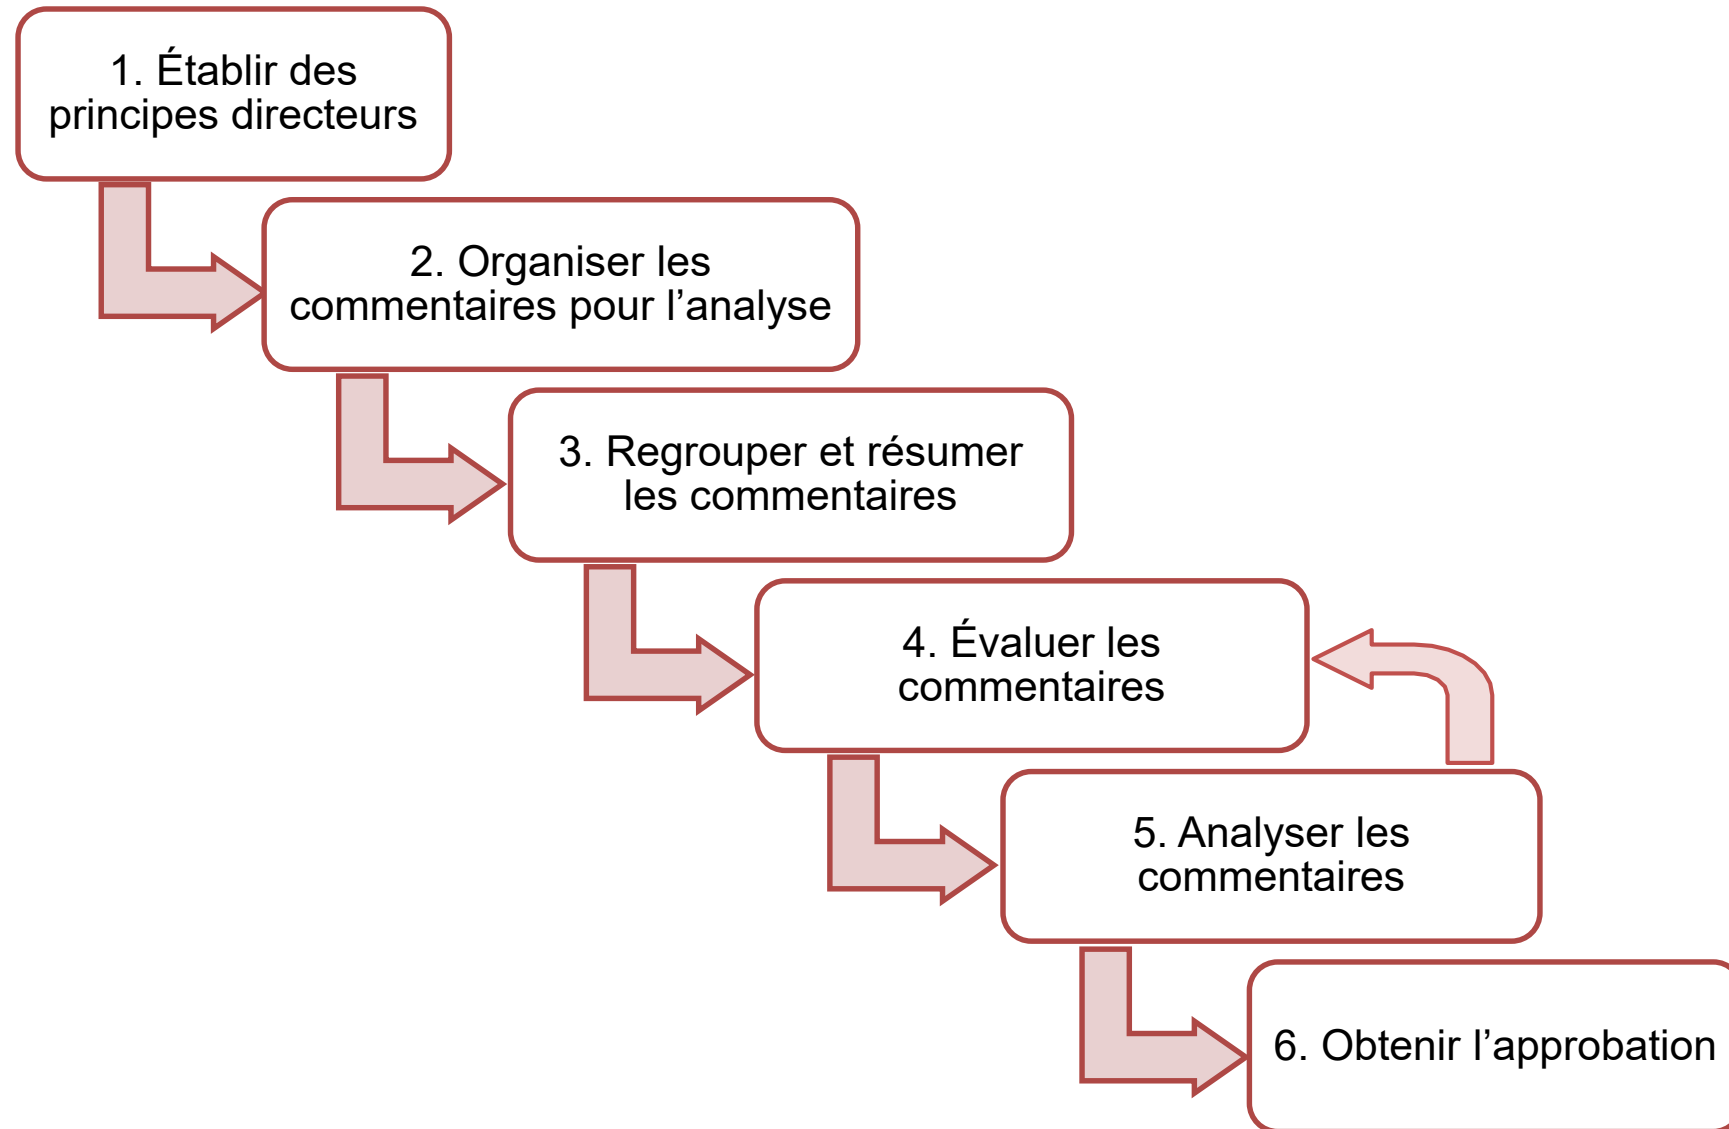 1. Établir des
principes directeurs
2. Organiser les
commentaires pour l’analyse
3. Regrouper et résumer
les commentaires
4. Évaluer les
commentaires
5. Analyser les
commentaires
6. Obtenir l’approbation